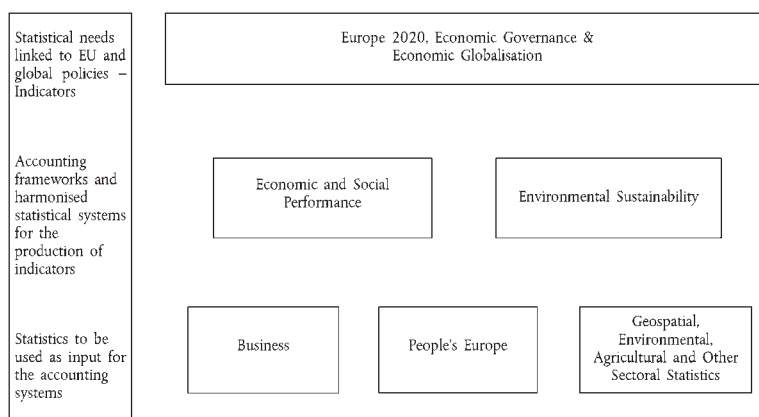 Statistical needs
linked to EU and
global policies –
Indicators
Europe 2020, Economic Governance &
Economic Globalisation
Accounting
frameworks and
harmonised
statistical systems
for the
production of
indicators
Economic and Social
Performance
Environmental Sustainability
Statistics to be
used as input for
the accounting
systems
Business
People's Europe
Geospatial,
Environmental,
Agricultural and Other
Sectoral Statistics